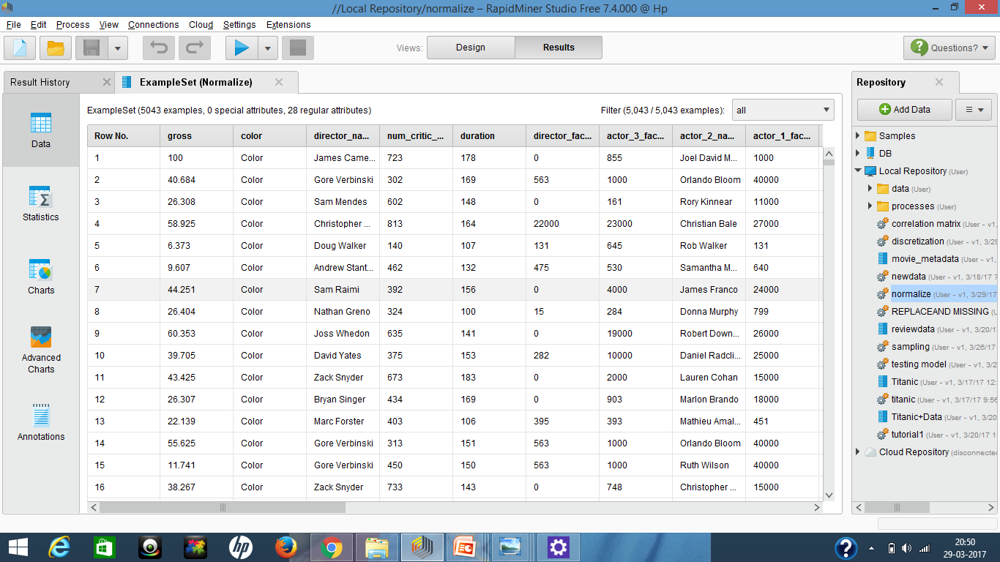 //Local Repository/normalize – RapidMiner Studio Free 7.4.000 @ Hp
File Edit Process View Connections Cloud Settings Extensions
Views: Design Results Questions?
Result History ExampleSet (Normalize) Repository
ExampleSet (5043 examples, 0 special attributes, 28 regular attributes) Filter (5,043 / 5,043 examples): all Add Data
Data
Statistics
Charts
Advanced
Charts
Annotations
Row No. gross color director_na... num_critic_... duration director_fac... actor_3_fac... actor_2_na... actor_1_fac...
1 100 Color James Came... 723 178 0 855 Joel David M... 1000
2 40.684 Color Gore Verbinski 302 169 563 1000 Orlando Bloom 40000
3 26.308 Color Sam Mendes 602 148 0 161 Rory Kinnear 11000
4 58.925 Color Christopher ... 813 164 22000 23000 Christian Bale 27000
5 6.373 Color Doug Walker 140 107 131 645 Rob Walker 131
6 9.607 Color Andrew Stant... 462 132 475 530 Samantha M... 640
7 44.251 Color Sam Raimi 392 156 0 4000 James Franco 24000
8 26.404 Color Nathan Greno 324 100 15 284 Donna Murphy 799
9 60.353 Color Joss Whedon 635 141 0 19000 Robert Down... 26000
10 39.705 Color David Yates 375 153 282 10000 Daniel Radcli... 25000
11 43.425 Color Zack Snyder 673 183 0 2000 Lauren Cohan 15000
12 26.307 Color Bryan Singer 434 169 0 903 Marlon Brando 18000
13 22.139 Color Marc Forster 403 106 395 393 Mathieu Amal... 451
14 55.625 Color Gore Verbinski 313 151 563 1000 Orlando Bloom 40000
15 11.741 Color Gore Verbinski 450 150 563 1000 Ruth Wilson 40000
16 38.267 Color Zack Snyder 733 143 0 748 Christopher ... 15000
Samples
DB
Local Repository (User)
data (User)
processes (User)
correlation matrix (User - v1,
discretization (User - v1, 3/29
movie_metadata (User - v1,
newdata (User - v1, 3/18/17 7
normalize (User - v1, 3/29/17
REPLACEAND MISSING (U
reviewdata (User - v1, 3/20/1
sampling (User - v1, 3/26/17
testing model (User - v1, 3/2
Titanic (User - v1, 3/17/17 12:
titanic (User - v1, 3/17/17 9:56
Titanic+Data (User - v1, 3/20
tutorial1 (User - v1, 3/20/17 1
Cloud Repository (disconnected
20:50
29-03-2017